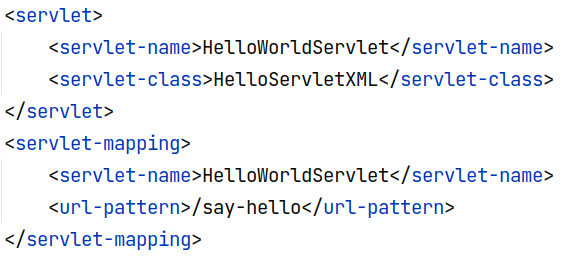 <servlet>
    <servlet-name>HelloWorldServlet</servlet-name>
    <servlet-class>HelloServletXML</servlet-class>
</servlet>
<servlet-mapping>
    <servlet-name>HelloWorldServlet</servlet-name>
    <url-pattern>/say-hello</url-pattern>
</servlet-mapping>